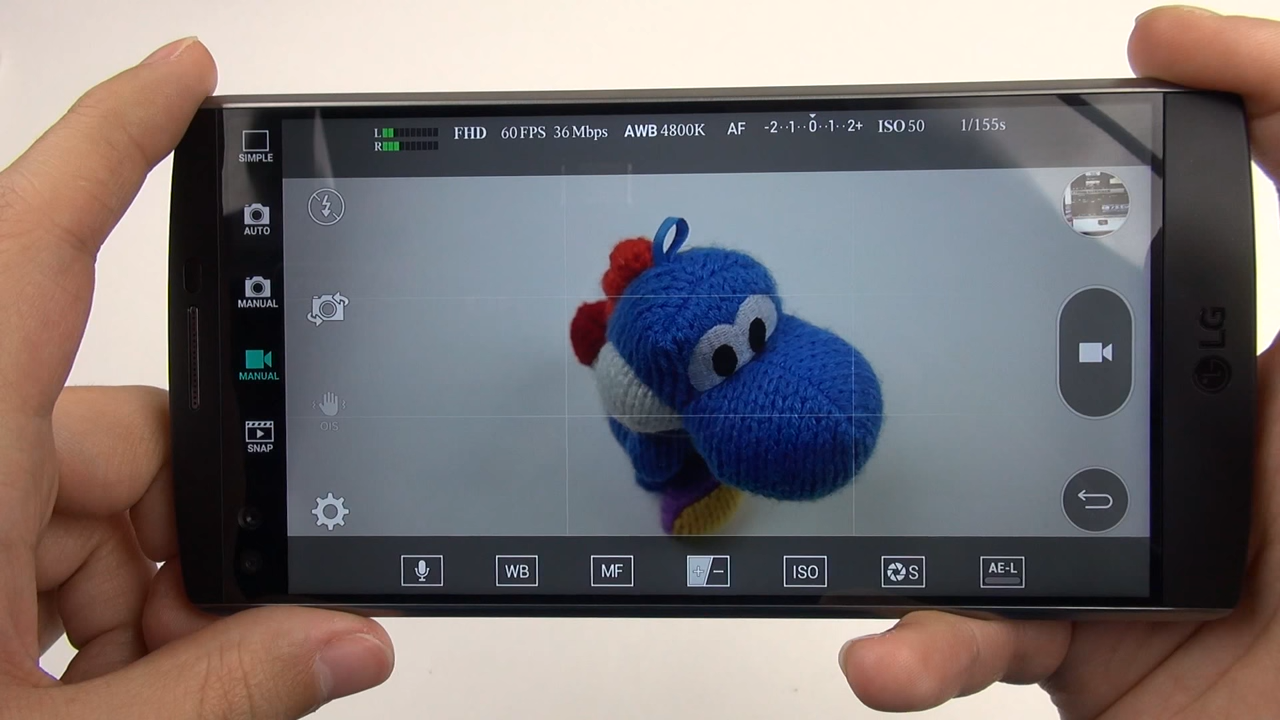 L
R
FHD 60 FPS 36 Mbps AWB 4800K AF -2··1··0··1··2+ ISO 50 1/155s
SIMPLE
AUTO
MANUAL
MANUAL
SNAP
OIS
LG
WB
MF
+/-
ISO
S
AE-L